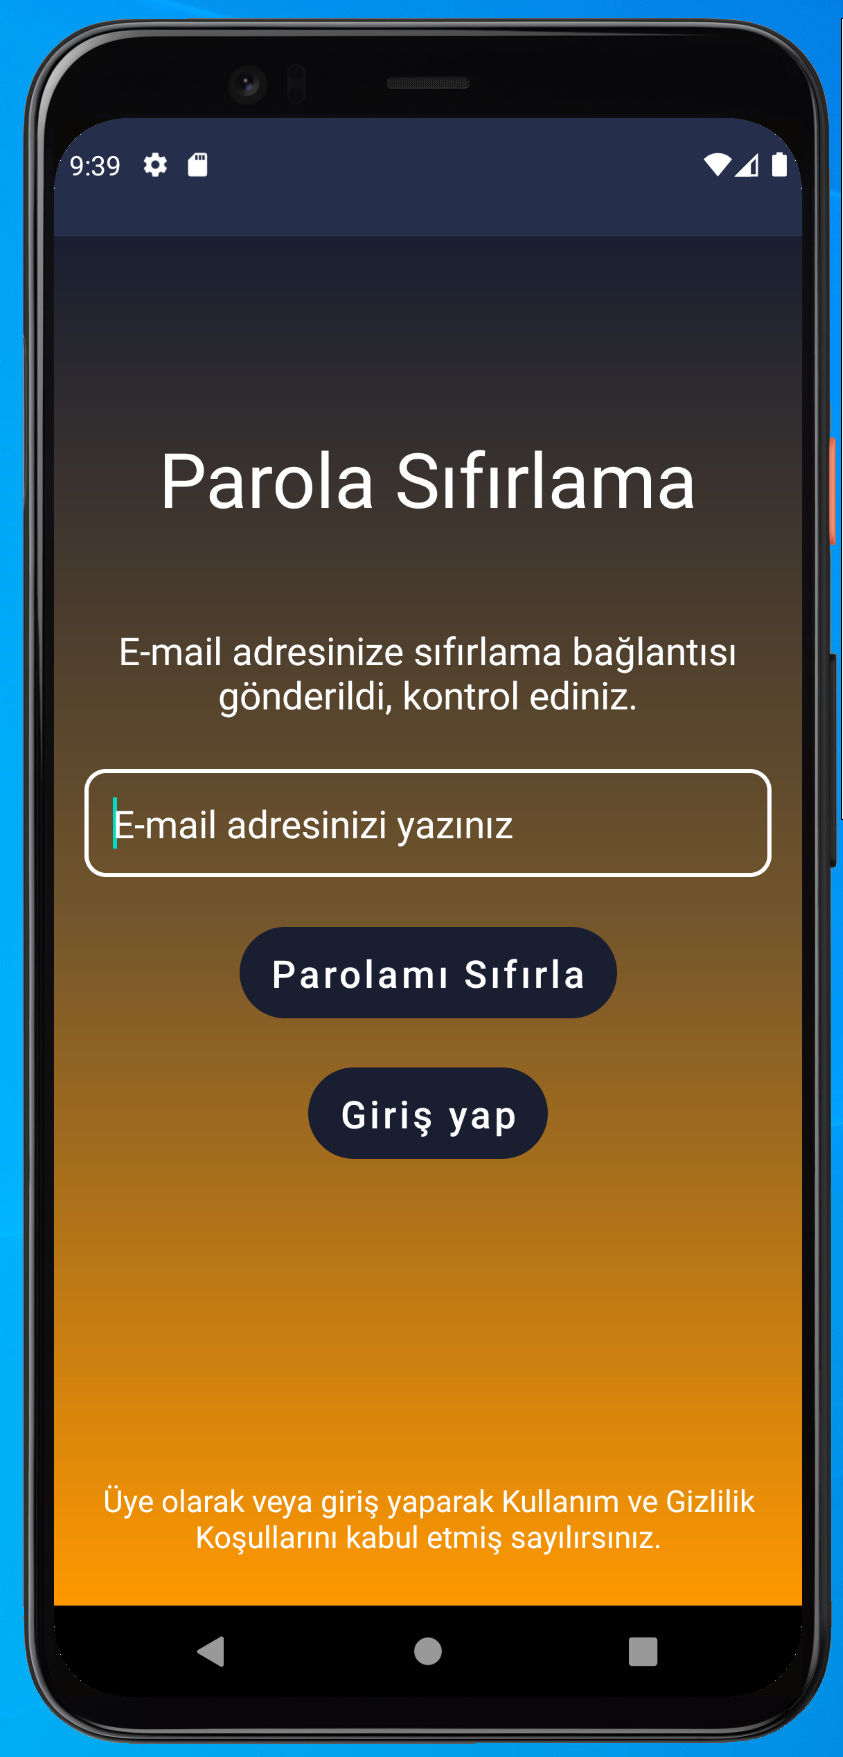 9:39
Parola Sıfırlama
E-mail adresinize sıfırlama bağlantısı
gönderildi, kontrol ediniz.
E-mail adresinizi yazınız
Parolamı Sıfırla
Giriş yap
Üye olarak veya giriş yaparak Kullanım ve Gizlilik
Koşullarını kabul etmiş sayılırsınız.